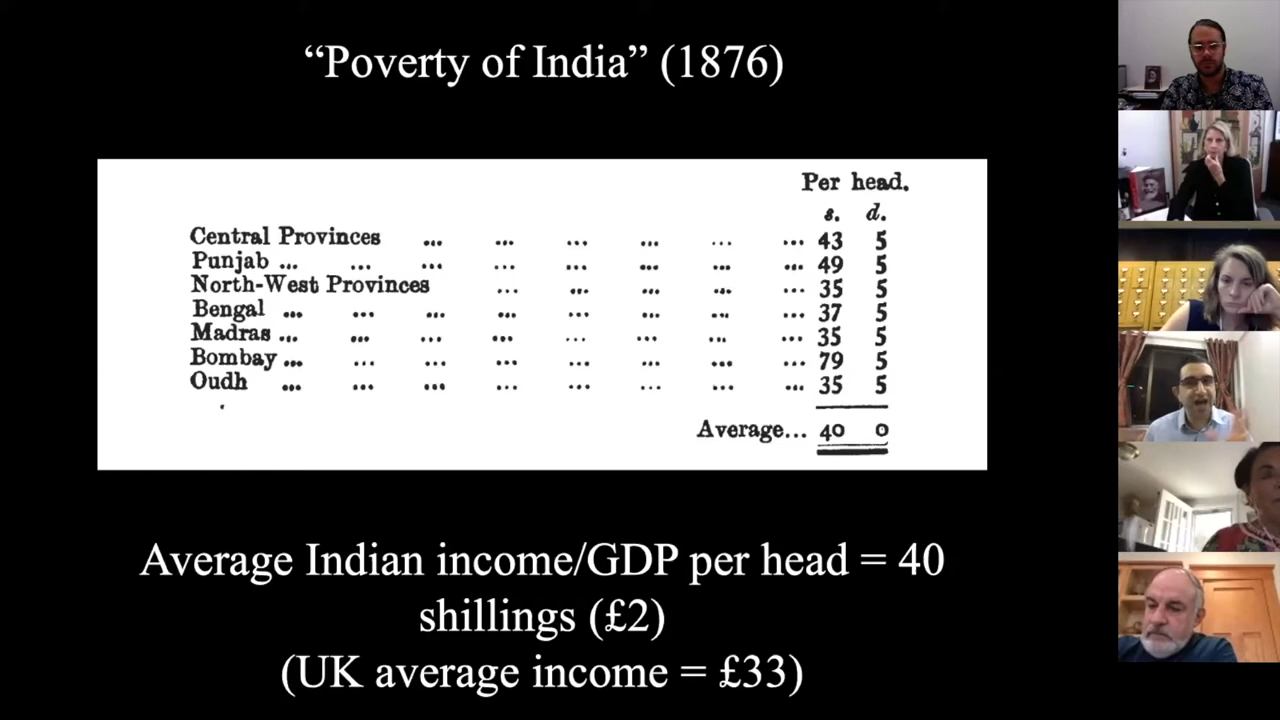 “Poverty of India” (1876)
Per head.
s. d.
Central Provinces ... ... ... ... ... ... 43 5
Punjab ... ... ... ... ... ... ... ... 49 5
North-West Provinces ... ... ... ... ... 35 5
Bengal ... ... ... ... ... ... ... ... 37 5
Madras ... ... ... ... ... ... ... ... 35 5
Bombay ... ... ... ... ... ... ... ... 79 5
Oudh ... ... ... ... ... ... ... ... 35 5
Average... 40 0
Average Indian income/GDP per head = 40
shillings (£2)
(UK average income = £33)